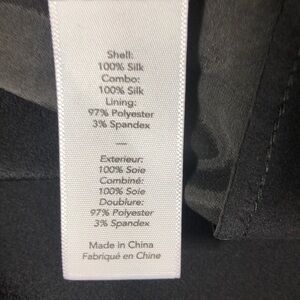 Shell:
100% Silk
Combo:
100% Silk
Lining:
97% Polyester
3% Spandex
—
Exterieur:
100% Soie
Combiné:
100% Soie
Doublure:
97% Polyester
3% Spandex
Made in China
Fabriqué en Chine